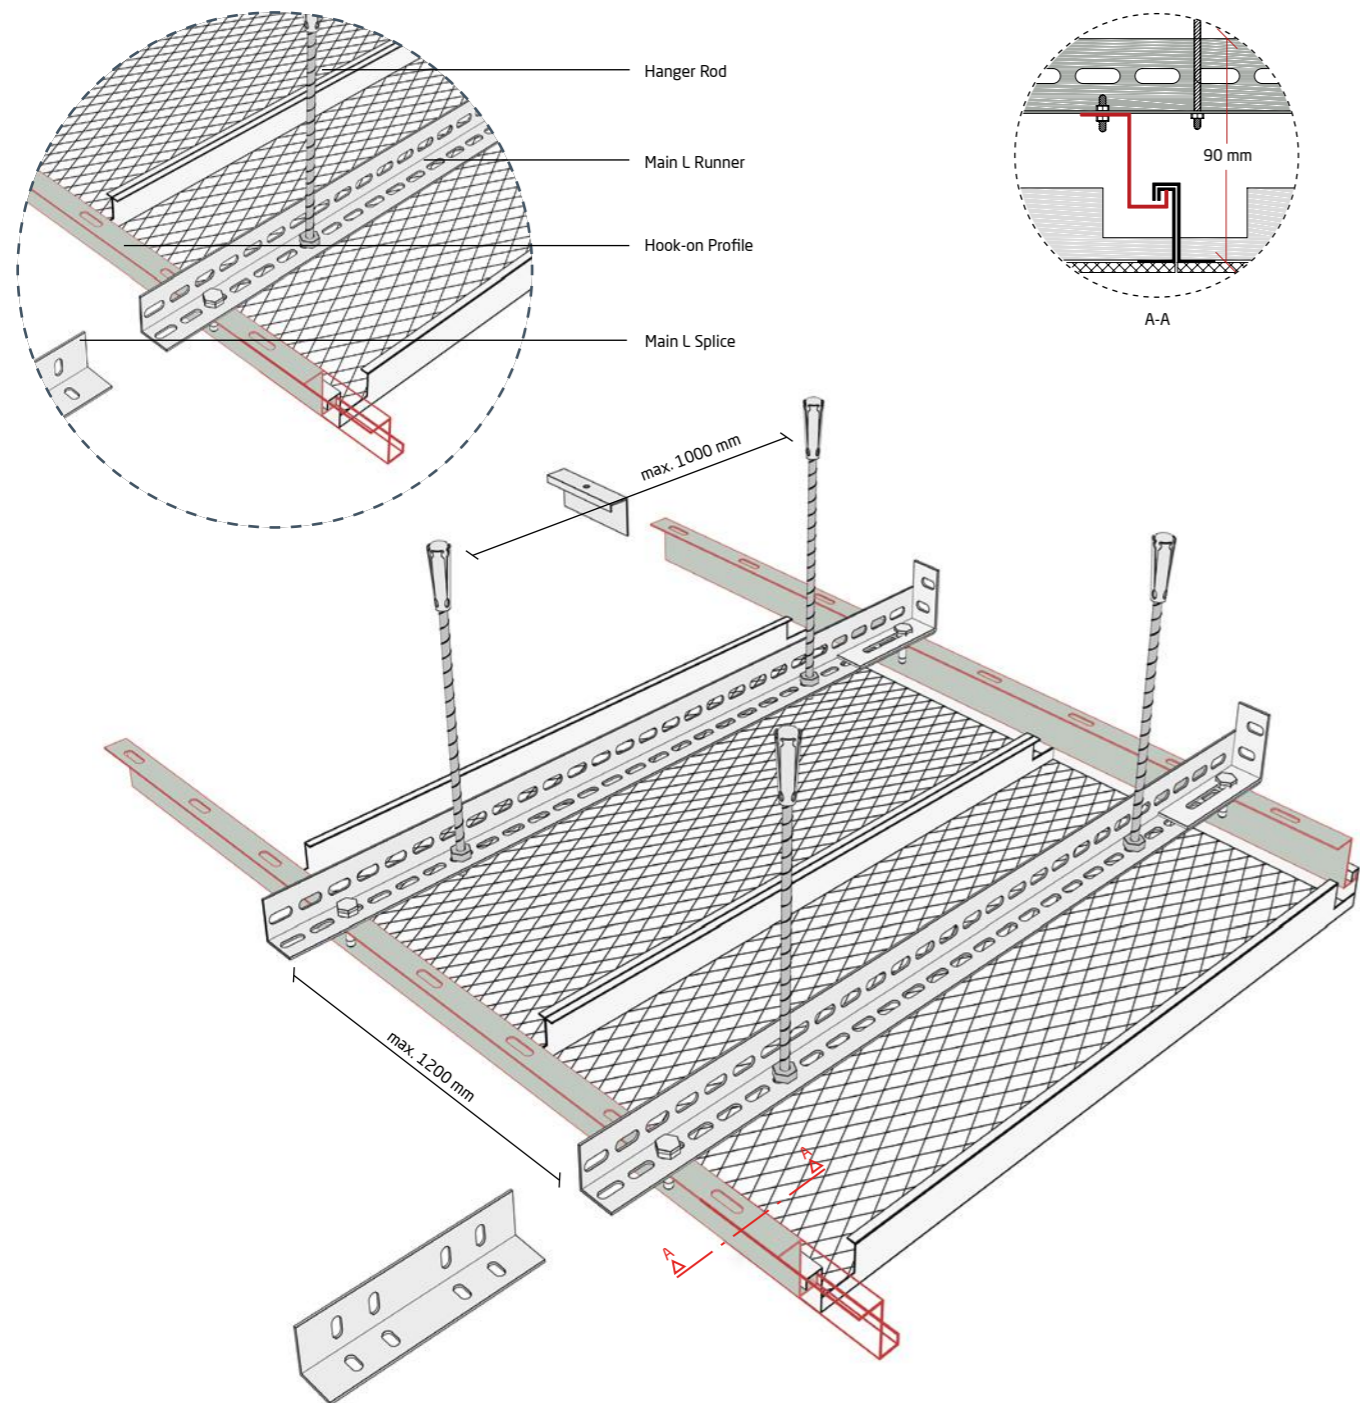 Hanger Rod
Main L Runner
Hook-on Profile
Main L Splice
90 mm
A-A
max. 1000 mm
max. 1200 mm
A
A